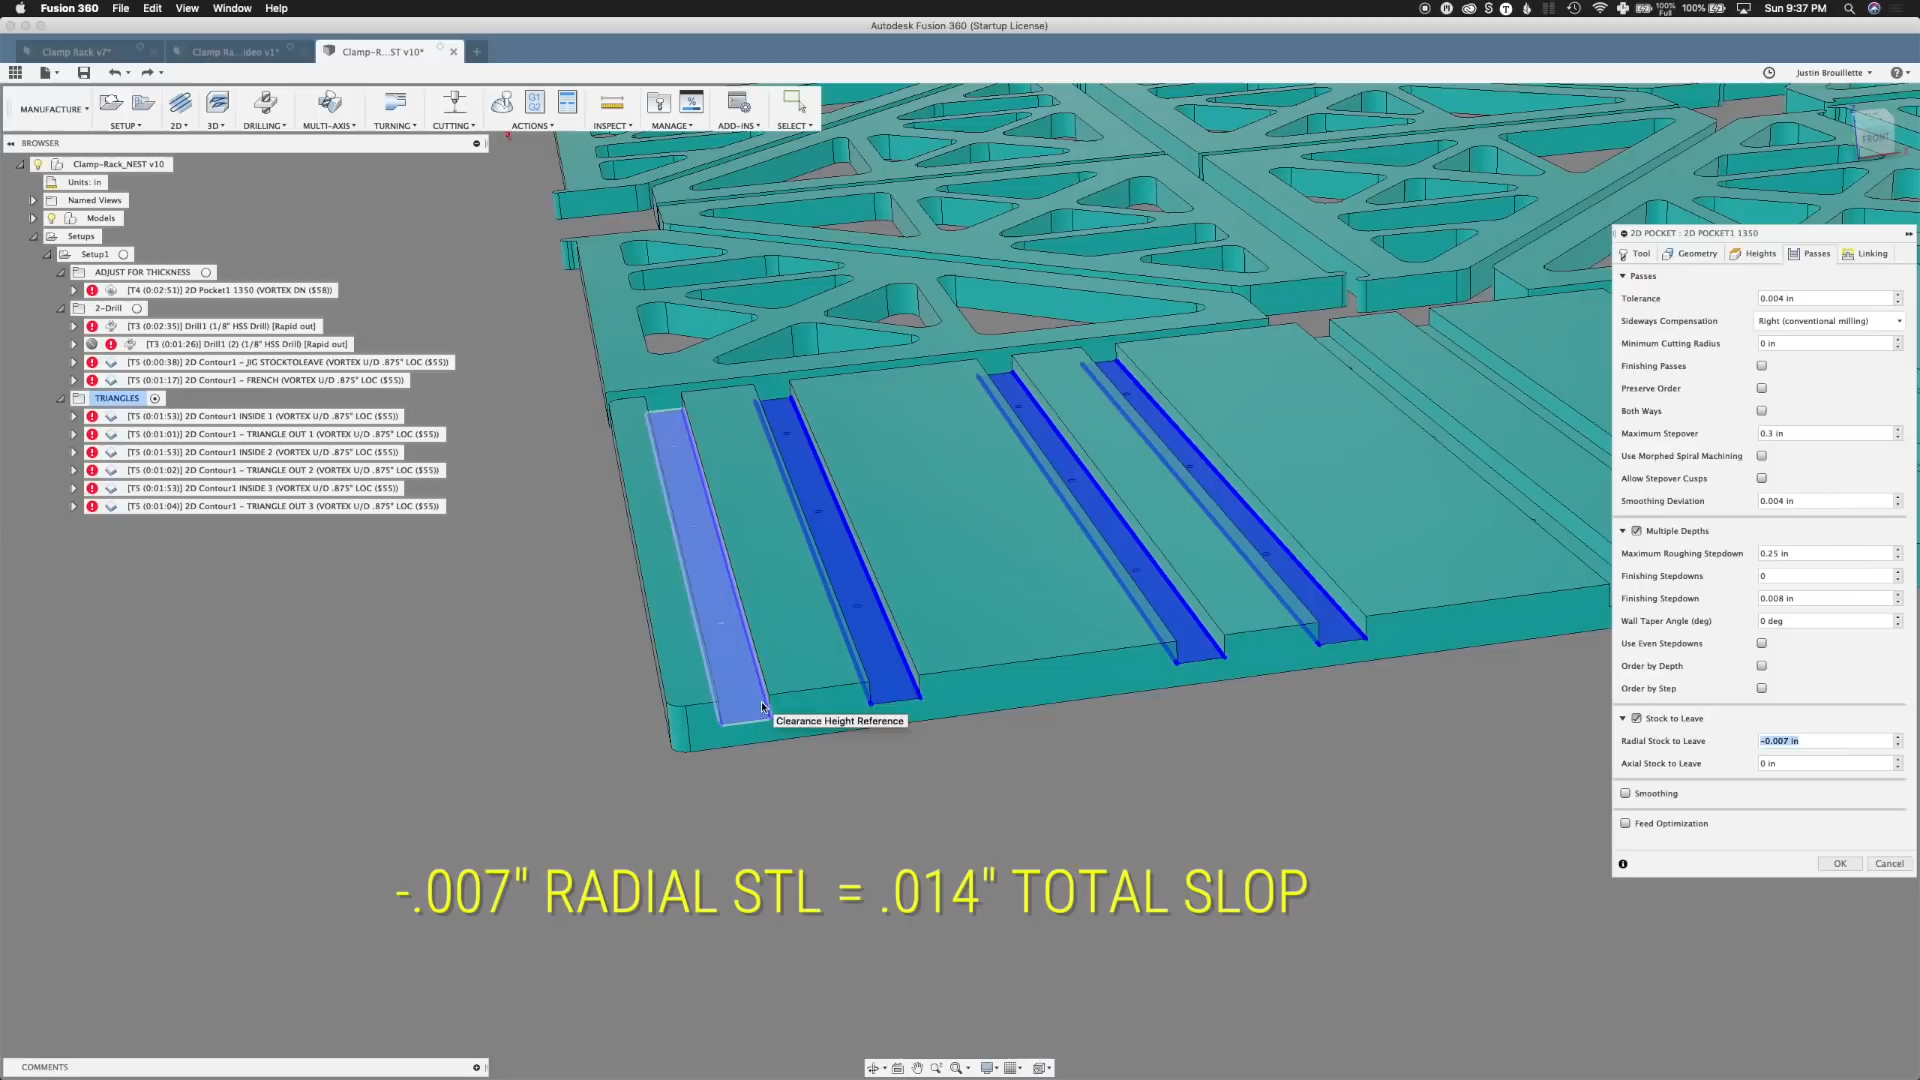 Fusion 360 File Edit View Window Help
100% Full 100% Sun 9:37 PM
Autodesk Fusion 360 (Startup License)
Clamp Rack v7*
Clamp Ra...ideo v1*
Clamp-R...ST v10*
Justin Brouillette
MANUFACTURE
G1 G2
SETUP 2D 3D DRILLING MULTI-AXIS TURNING CUTTING ACTIONS INSPECT MANAGE ADD-INS SELECT
FRONT
BROWSER
Clamp-Rack_NEST v10
Units: in
Named Views
Models
Setups
Setup1
ADJUST FOR THICKNESS
[T4 (0:02:51)] 2D Pocket1 1350 (VORTEX DN ($58))
2-Drill
[T3 (0:02:35)] Drill1 (1/8" HSS Drill) [Rapid out]
[T3 (0:01:26)] Drill1 (2) (1/8" HSS Drill) [Rapid out]
[T5 (0:00:38)] 2D Contour1 - JIG STOCKTOLEAVE (VORTEX U/D .875" LOC ($55))
[T5 (0:01:17)] 2D Contour1 - FRENCH (VORTEX U/D .875" LOC ($55))
TRIANGLES
[T5 (0:01:53)] 2D Contour1 INSIDE 1 (VORTEX U/D .875" LOC ($55))
[T5 (0:01:01)] 2D Contour1 - TRIANGLE OUT 1 (VORTEX U/D .875" LOC ($55))
[T5 (0:01:53)] 2D Contour1 INSIDE 2 (VORTEX U/D .875" LOC ($55))
[T5 (0:01:02)] 2D Contour1 - TRIANGLE OUT 2 (VORTEX U/D .875" LOC ($55))
[T5 (0:01:53)] 2D Contour1 INSIDE 3 (VORTEX U/D .875" LOC ($55))
[T5 (0:01:04)] 2D Contour1 - TRIANGLE OUT 3 (VORTEX U/D .875" LOC ($55))
Clearance Height Reference
2D POCKET : 2D POCKET1 1350
Tool Geometry Heights Passes Linking
Passes
Tolerance 0.004 in
Sideways Compensation Right (conventional milling)
Minimum Cutting Radius 0 in
Finishing Passes
Preserve Order
Both Ways
Maximum Stepover 0.3 in
Use Morphed Spiral Machining
Allow Stepover Cusps
Smoothing Deviation 0.004 in
Multiple Depths
Maximum Roughing Stepdown 0.25 in
Finishing Stepdowns 0
Finishing Stepdown 0.008 in
Wall Taper Angle (deg) 0 deg
Use Even Stepdowns
Order by Depth
Order by Step
Stock to Leave
Radial Stock to Leave -0.007 in
Axial Stock to Leave 0 in
Smoothing
Feed Optimization
OK Cancel
-.007" RADIAL STL = .014" TOTAL SLOP
COMMENTS